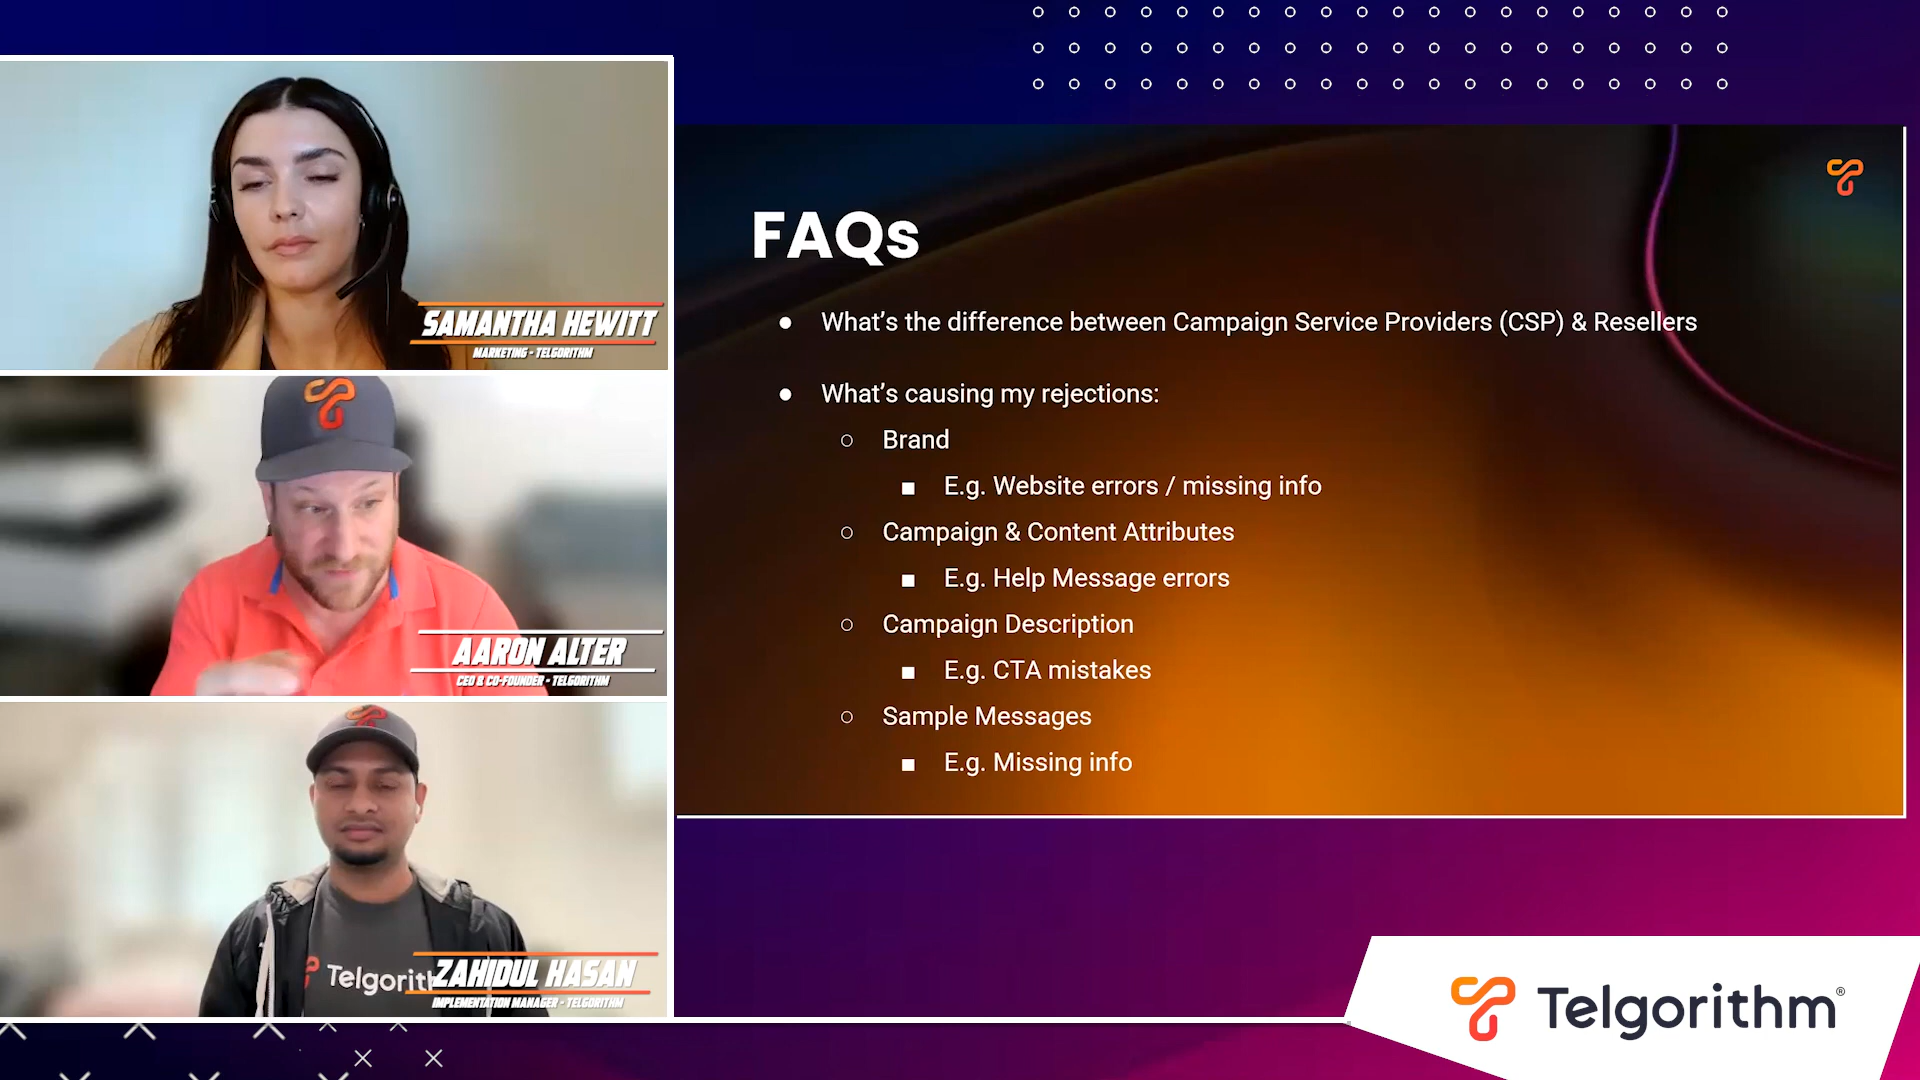 SAMANTHA HEWITT
MARKETING - TELGORITHM
AARON ALTER
CEO & CO-FOUNDER - TELGORITHM
Telgorith
ZAHIDUL HASAN
IMPLEMENTATION MANAGER - TELGORITHM
FAQs
● What’s the difference between Campaign Service Providers (CSP) & Resellers
● What’s causing my rejections:
○ Brand
■ E.g. Website errors / missing info
○ Campaign & Content Attributes
■ E.g. Help Message errors
○ Campaign Description
■ E.g. CTA mistakes
○ Sample Messages
■ E.g. Missing info
Telgorithm®